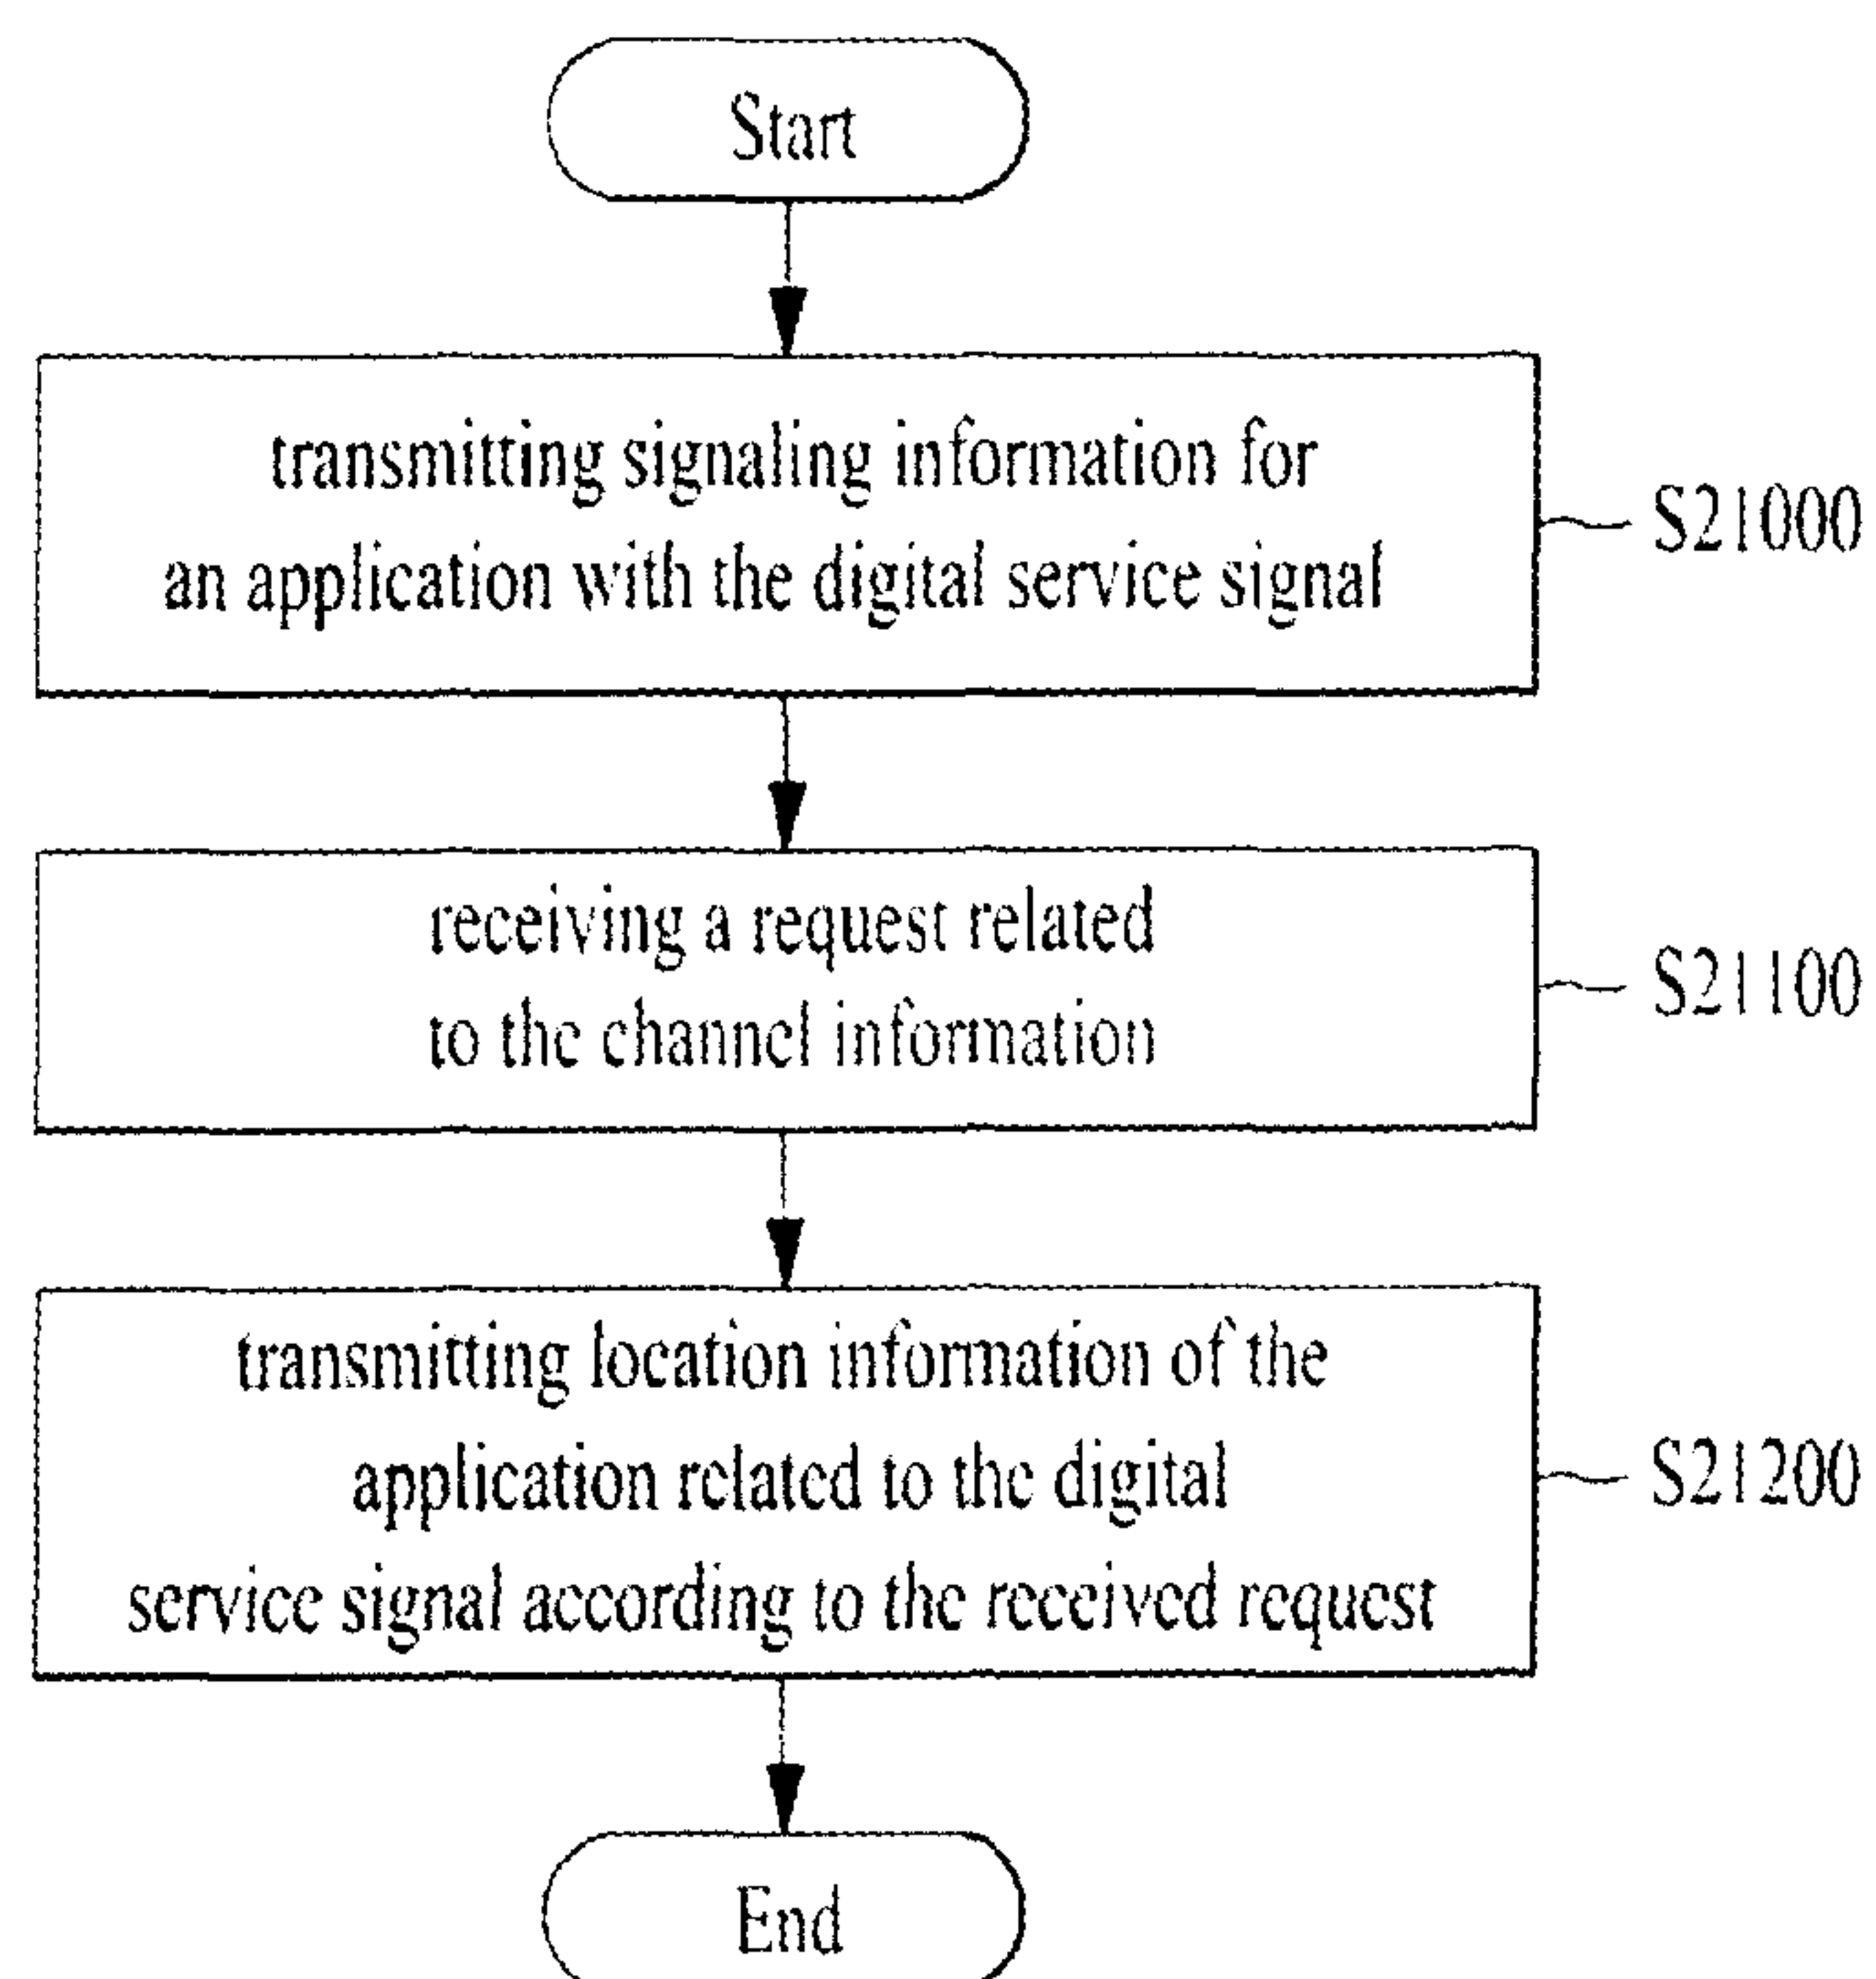 Start
transmitting signaling information for
an application with the digital service signal
S21000
receiving a request related
to the channel information
S21100
transmitting location information of the
application related to the digital
service signal according to the received request
S21200
End